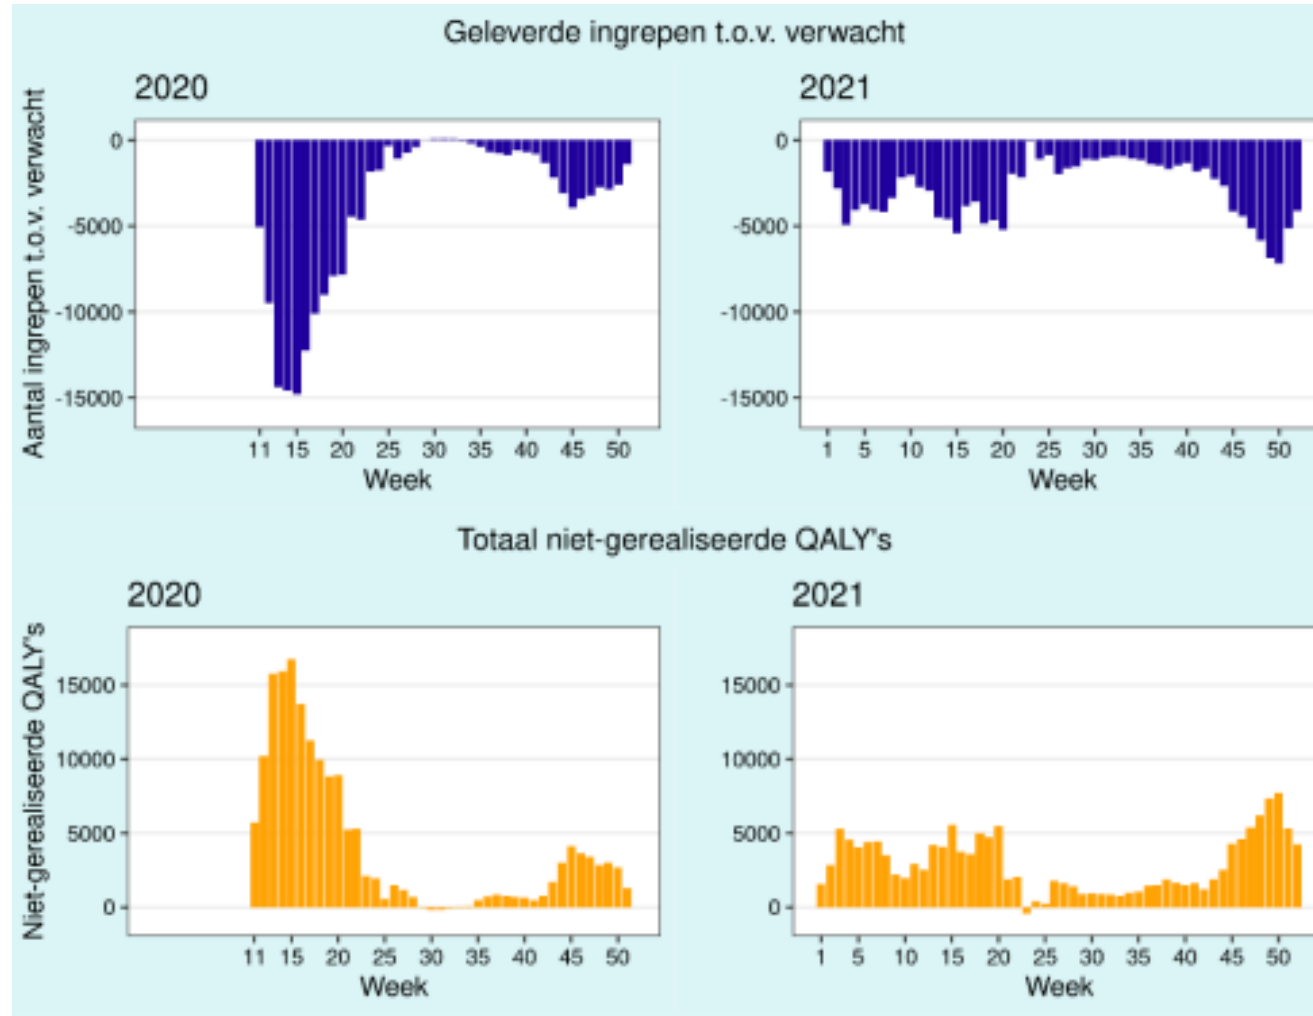 Geleverde ingrepen t.o.v. verwacht
2020
2021
Aantal ingrepen t.o.v. verwacht
0
-5000
-10000
-15000
11 15 20 25 30 35 40 45 50
Week
0
-5000
-10000
-15000
1 5 10 15 20 25 30 35 40 45 50
Week
Totaal niet-gerealiseerde QALY's
2020
2021
Niet-gerealiseerde QALY's
15000
10000
5000
0
11 15 20 25 30 35 40 45 50
Week
15000
10000
5000
0
1 5 10 15 20 25 30 35 40 45 50
Week